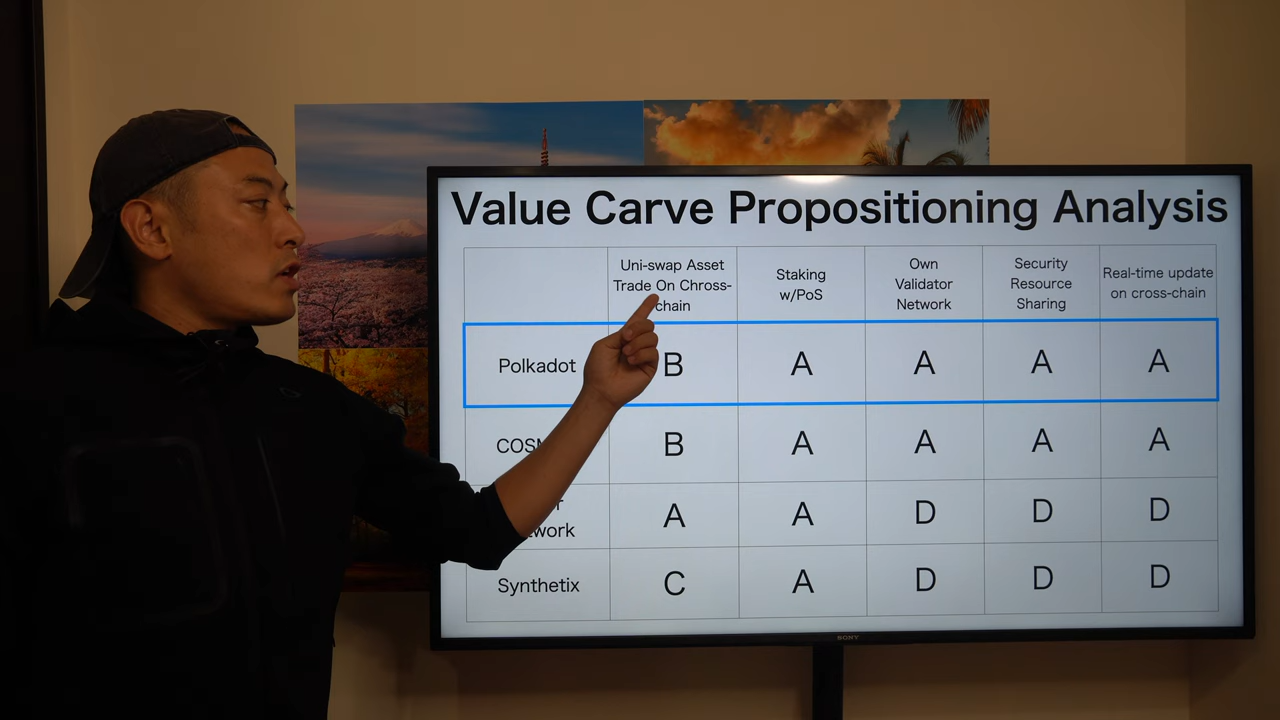 Value Carve Propositioning Analysis
Uni-swap Asset
Trade On Chross-
chain
Staking
w/PoS
Own
Validator
Network
Security
Resource
Sharing
Real-time update
on cross-chain
Polkadot
B
A
A
A
A
B
A
A
A
A
A
A
D
D
D
Synthetix
C
A
D
D
D
SONY